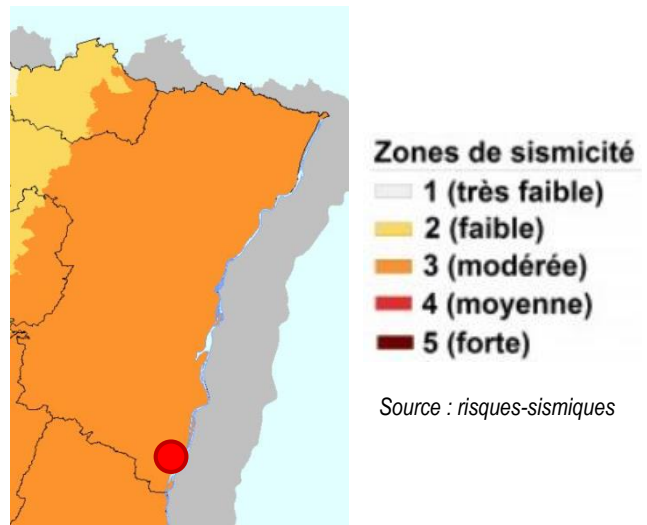 Zones de sismicité
1 (très faible)
2 (faible)
3 (modérée)
4 (moyenne)
5 (forte)
Source : risques-sismiques